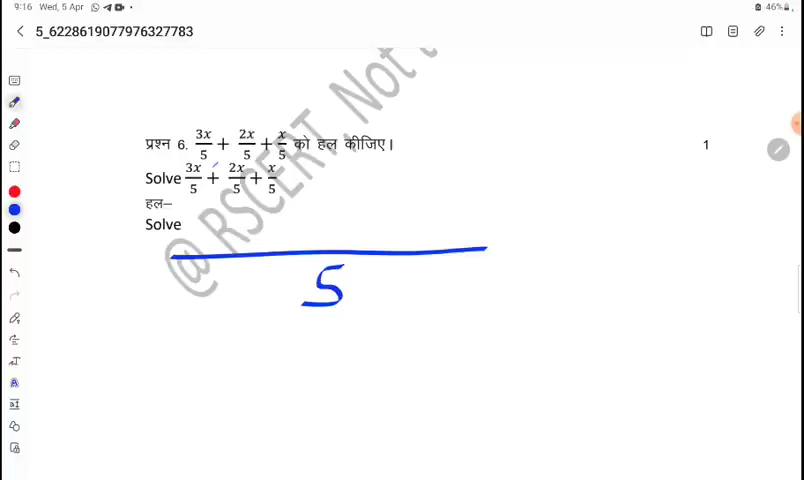 9:16 Wed, 5 Apr
46%
5_6228619077976327783
@ RSCERT, Not
प्रश्न 6. 3x/5 + 2x/5 + x/5 को हल कीजिए। 1
Solve 3x/5 + 2x/5 + x/5
हल–
Solve
5